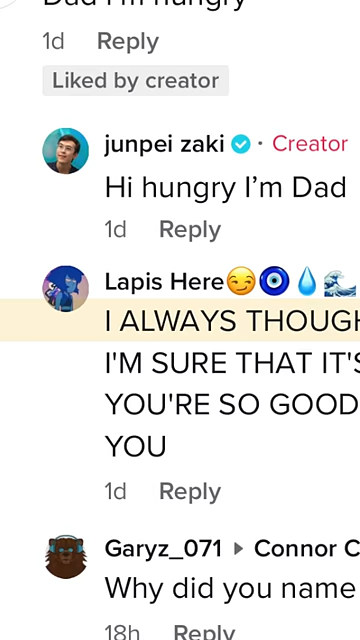 Dad I'm hungry
1d Reply
Liked by creator
junpei zaki · Creator
Hi hungry I'm Dad
1d Reply
Lapis Here😏🧿💧🌊
I ALWAYS THOUGH
I'M SURE THAT IT'S
YOU'RE SO GOOD
YOU
1d Reply
Garyz_071 ▸ Connor C
Why did you name
18h Reply